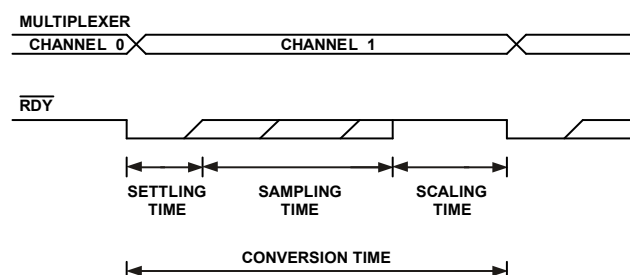 MULTIPLEXER
CHANNEL 0 CHANNEL 1
RDY
SETTLING TIME SAMPLING TIME SCALING TIME
CONVERSION TIME